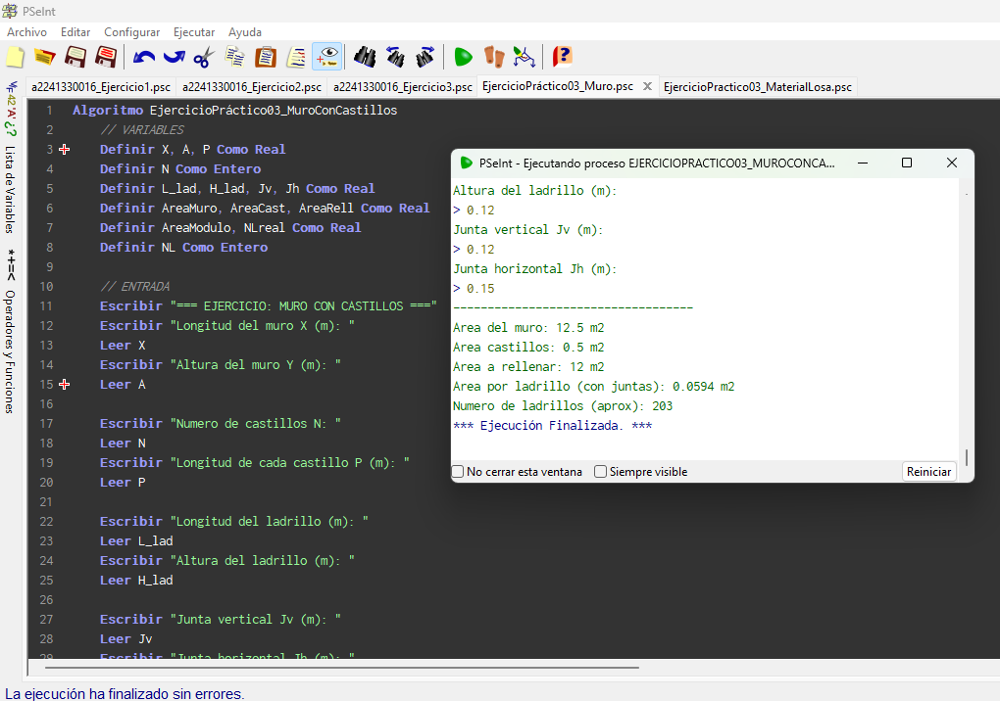 PSeInt
Archivo Editar Configurar Ejecutar Ayuda
a2241330016_Ejercicio1.psc a2241330016_Ejercicio2.psc a2241330016_Ejercicio3.psc EjercicioPráctico03_Muro.psc EjercicioPractico03_MaterialLosa.psc
Lista de Variables
Operadores y Funciones
1 Algoritmo EjercicioPráctico03_MuroConCastillos
2 // VARIABLES
3 Definir X, A, P Como Real
4 Definir N Como Entero
5 Definir L_lad, H_lad, Jv, Jh Como Real
6 Definir AreaMuro, AreaCast, AreaRell Como Real
7 Definir AreaModulo, NLreal Como Real
8 Definir NL Como Entero
9
10 // ENTRADA
11 Escribir "=== EJERCICIO: MURO CON CASTILLOS ==="
12 Escribir "Longitud del muro X (m): "
13 Leer X
14 Escribir "Altura del muro Y (m): "
15 Leer A
16
17 Escribir "Numero de castillos N: "
18 Leer N
19 Escribir "Longitud de cada castillo P (m): "
20 Leer P
21
22 Escribir "Longitud del ladrillo (m): "
23 Leer L_lad
24 Escribir "Altura del ladrillo (m): "
25 Leer H_lad
26
27 Escribir "Junta vertical Jv (m): "
28 Leer Jv
29 Escribir "Junta horizontal Jh (m): "
PSeInt - Ejecutando proceso EJERCICIOPRACTICO03_MUROCONCA...
Altura del ladrillo (m):
> 0.12
Junta vertical Jv (m):
> 0.12
Junta horizontal Jh (m):
> 0.15
-----------------------------------
Area del muro: 12.5 m2
Area castillos: 0.5 m2
Area a rellenar: 12 m2
Area por ladrillo (con juntas): 0.0594 m2
Numero de ladrillos (aprox): 203
*** Ejecución Finalizada. ***
No cerrar esta ventana Siempre visible Reiniciar
La ejecución ha finalizado sin errores.